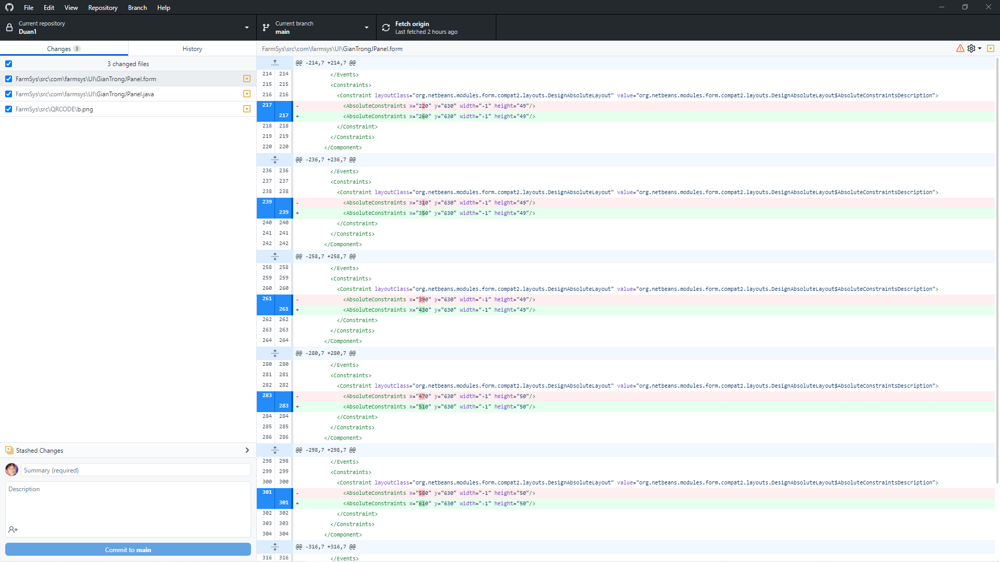 File Edit View Repository Branch Help
Current repository
Duan1
Current branch
main
Fetch origin
Last fetched 2 hours ago
Changes 3
History
3 changed files
FarmSys\src\com\farmsys\UI\GianTrongJPanel.form
FarmSys\src\com\farmsys\UI\GianTrongJPanel.java
FarmSys\src\QRCODE\b.png
Stashed Changes
Summary (required)
Description
Commit to main
FarmSys\src\com\farmsys\UI\GianTrongJPanel.form
@@ -214,7 +214,7 @@
214 214 </Events>
215 215 <Constraints>
216 216 <Constraint layoutClass="org.netbeans.modules.form.compat2.layouts.DesignAbsoluteLayout" value="org.netbeans.modules.form.compat2.layouts.DesignAbsoluteLayout$AbsoluteConstraintsDescription">
217 - <AbsoluteConstraints x="220" y="630" width="-1" height="49"/>
217 + <AbsoluteConstraints x="260" y="630" width="-1" height="49"/>
218 218 </Constraint>
219 219 </Constraints>
220 220 </Component>
@@ -236,7 +236,7 @@
236 236 </Events>
237 237 <Constraints>
238 238 <Constraint layoutClass="org.netbeans.modules.form.compat2.layouts.DesignAbsoluteLayout" value="org.netbeans.modules.form.compat2.layouts.DesignAbsoluteLayout$AbsoluteConstraintsDescription">
239 - <AbsoluteConstraints x="310" y="630" width="-1" height="49"/>
239 + <AbsoluteConstraints x="350" y="630" width="-1" height="49"/>
240 240 </Constraint>
241 241 </Constraints>
242 242 </Component>
@@ -258,7 +258,7 @@
258 258 </Events>
259 259 <Constraints>
260 260 <Constraint layoutClass="org.netbeans.modules.form.compat2.layouts.DesignAbsoluteLayout" value="org.netbeans.modules.form.compat2.layouts.DesignAbsoluteLayout$AbsoluteConstraintsDescription">
261 - <AbsoluteConstraints x="390" y="630" width="-1" height="49"/>
261 + <AbsoluteConstraints x="430" y="630" width="-1" height="49"/>
262 262 </Constraint>
263 263 </Constraints>
264 264 </Component>
@@ -280,7 +280,7 @@
280 280 </Events>
281 281 <Constraints>
282 282 <Constraint layoutClass="org.netbeans.modules.form.compat2.layouts.DesignAbsoluteLayout" value="org.netbeans.modules.form.compat2.layouts.DesignAbsoluteLayout$AbsoluteConstraintsDescription">
283 - <AbsoluteConstraints x="470" y="630" width="-1" height="50"/>
283 + <AbsoluteConstraints x="510" y="630" width="-1" height="50"/>
284 284 </Constraint>
285 285 </Constraints>
286 286 </Component>
@@ -298,7 +298,7 @@
298 298 </Events>
299 299 <Constraints>
300 300 <Constraint layoutClass="org.netbeans.modules.form.compat2.layouts.DesignAbsoluteLayout" value="org.netbeans.modules.form.compat2.layouts.DesignAbsoluteLayout$AbsoluteConstraintsDescription">
301 - <AbsoluteConstraints x="580" y="630" width="-1" height="50"/>
301 + <AbsoluteConstraints x="610" y="630" width="-1" height="50"/>
302 302 </Constraint>
303 303 </Constraints>
304 304 </Component>
@@ -316,7 +316,7 @@
316 316 </Events>